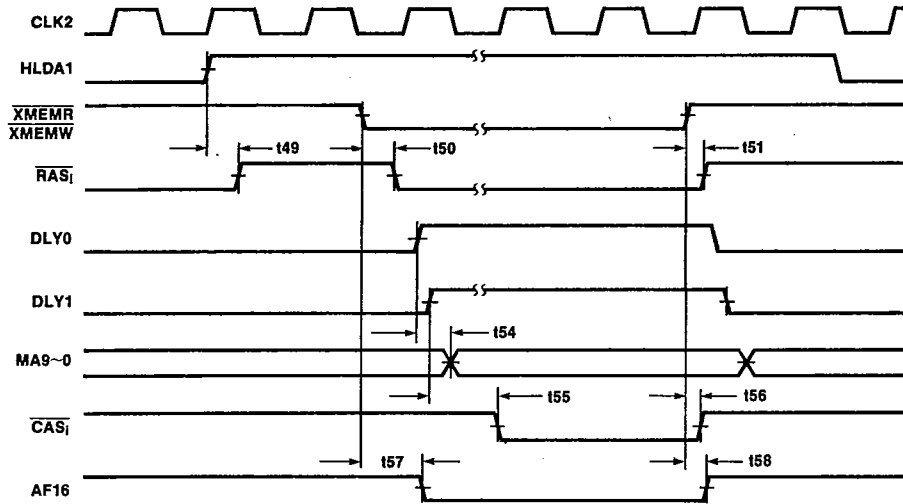 CLK2
HLDA1
XMEMR
XMEMW
t49 t50 t51
RASI
DLY0
DLY1
t54
MA9~0
t55 t56
CASI
t57 t58
AF16